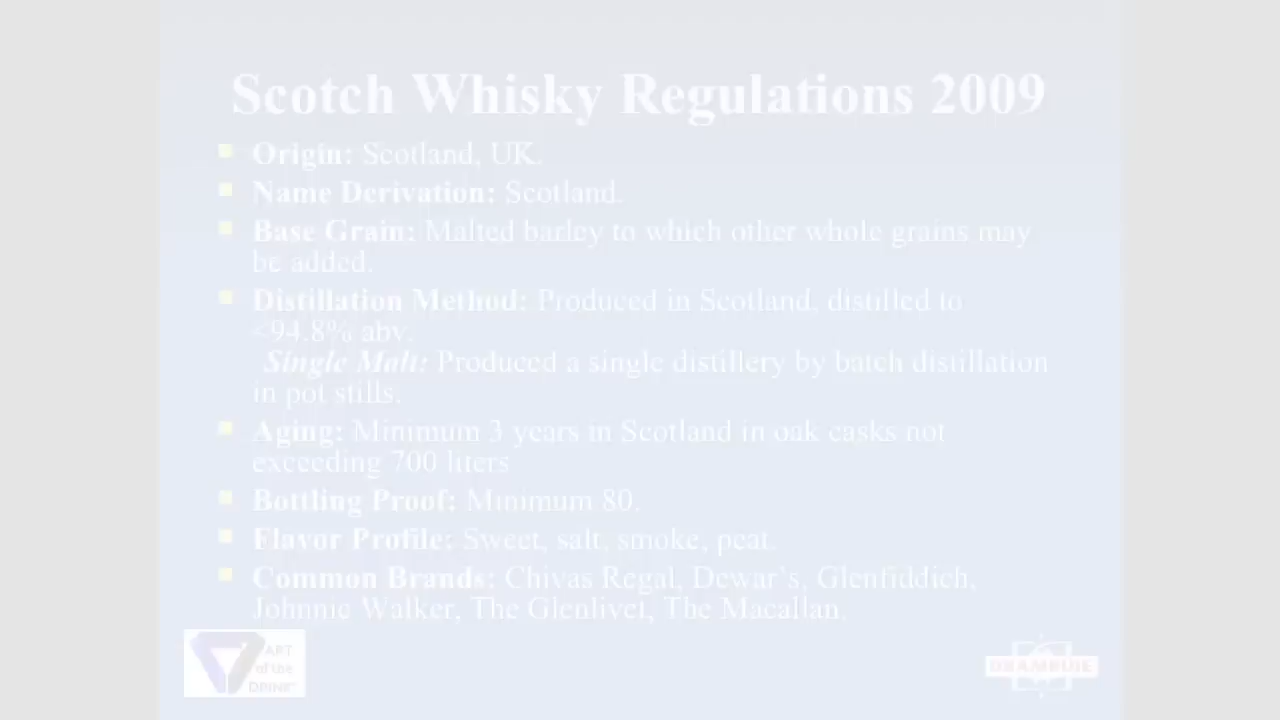 Scotch Whisky Regulations 2009
Origin: Scotland, UK.
Name Derivation: Scotland.
Base Grain: Malted barley to which other whole grains may
be added.
Distillation Method: Produced in Scotland, distilled to
<94.8% abv.
Single Malt: Produced a single distillery by batch distillation
in pot stills.
Aging: Minimum 3 years in Scotland in oak casks not
exceeding 700 liters
Bottling Proof: Minimum 80.
Flavor Profile: Sweet, salt, smoke, peat.
Common Brands: Chivas Regal, Dewar's, Glenfiddich,
Johnnie Walker, The Glenlivet, The Macallan.
ART
of the
DRINK
DRAMBUIE